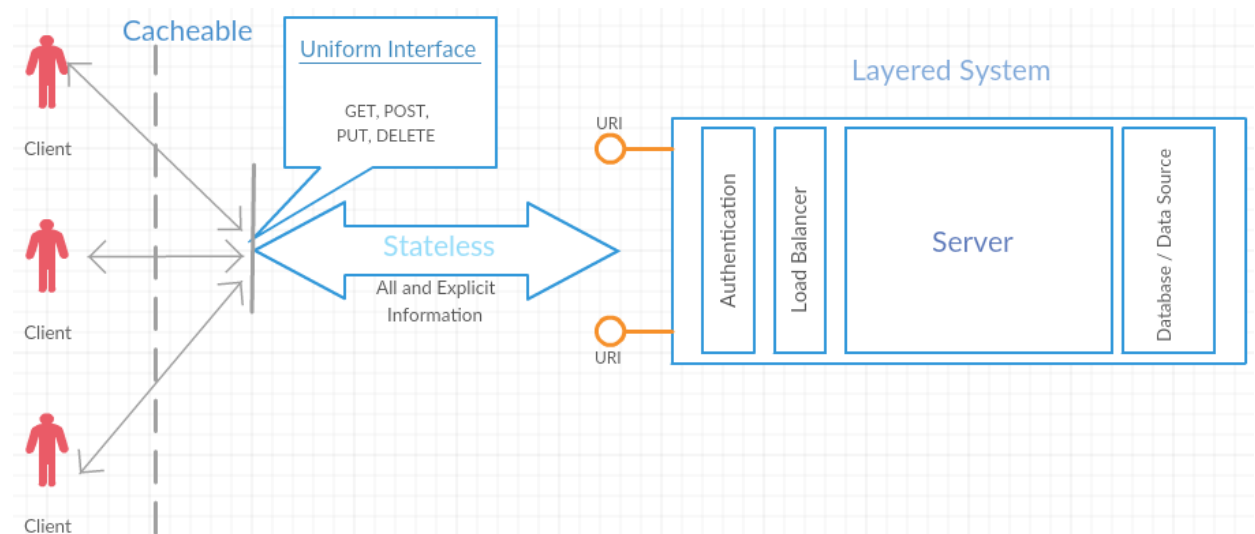 Cacheable
Client
Client
Client
Uniform Interface
GET, POST,
PUT, DELETE
Stateless
All and Explicit
Information
URI
URI
Layered System
Authentication
Load Balancer
Server
Database / Data Source